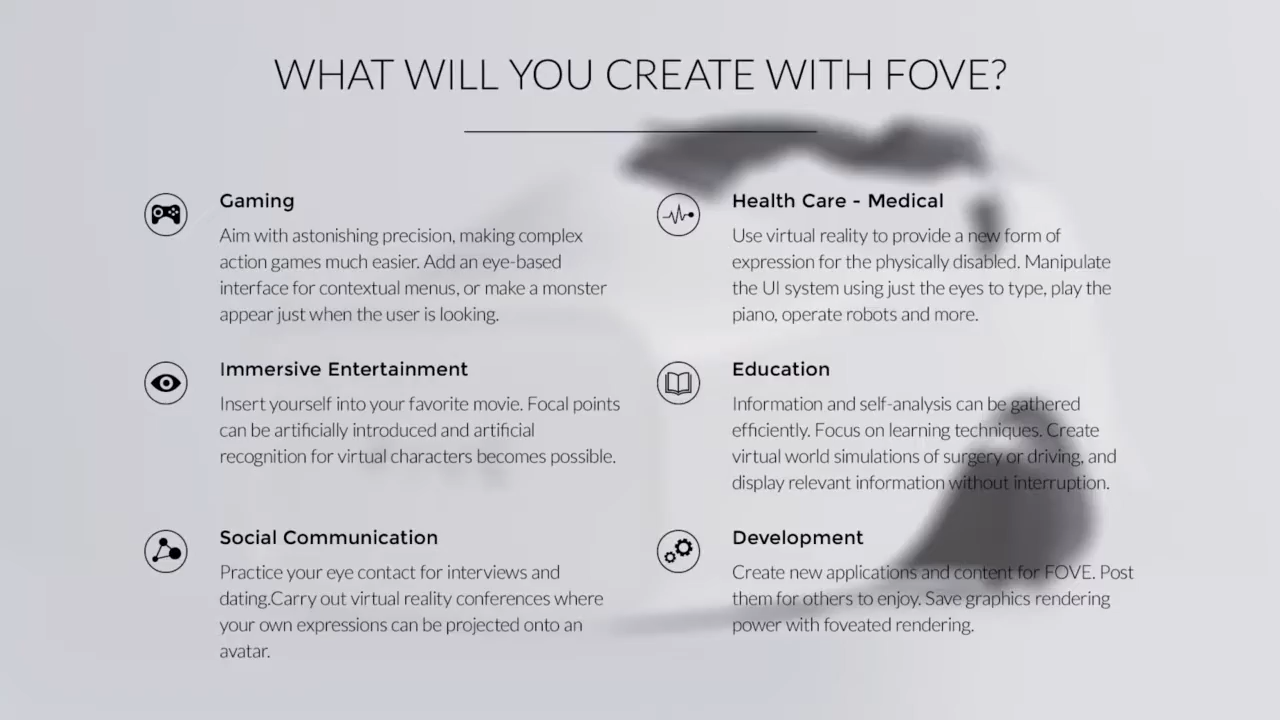 WHAT WILL YOU CREATE WITH FOVE?
Gaming
Aim with astonishing precision, making complex
action games much easier. Add an eye-based
interface for contextual menus, or make a monster
appear just when the user is looking.
Health Care - Medical
Use virtual reality to provide a new form of
expression for the physically disabled. Manipulate
the UI system using just the eyes to type, play the
piano, operate robots and more.
Immersive Entertainment
Insert yourself into your favorite movie. Focal points
can be artificially introduced and artificial
recognition for virtual characters becomes possible.
Education
Information and self-analysis can be gathered
efficiently. Focus on learning techniques. Create
virtual world simulations of surgery or driving, and
display relevant information without interruption.
Social Communication
Practice your eye contact for interviews and
dating.Carry out virtual reality conferences where
your own expressions can be projected onto an
avatar.
Development
Create new applications and content for FOVE. Post
them for others to enjoy. Save graphics rendering
power with foveated rendering.